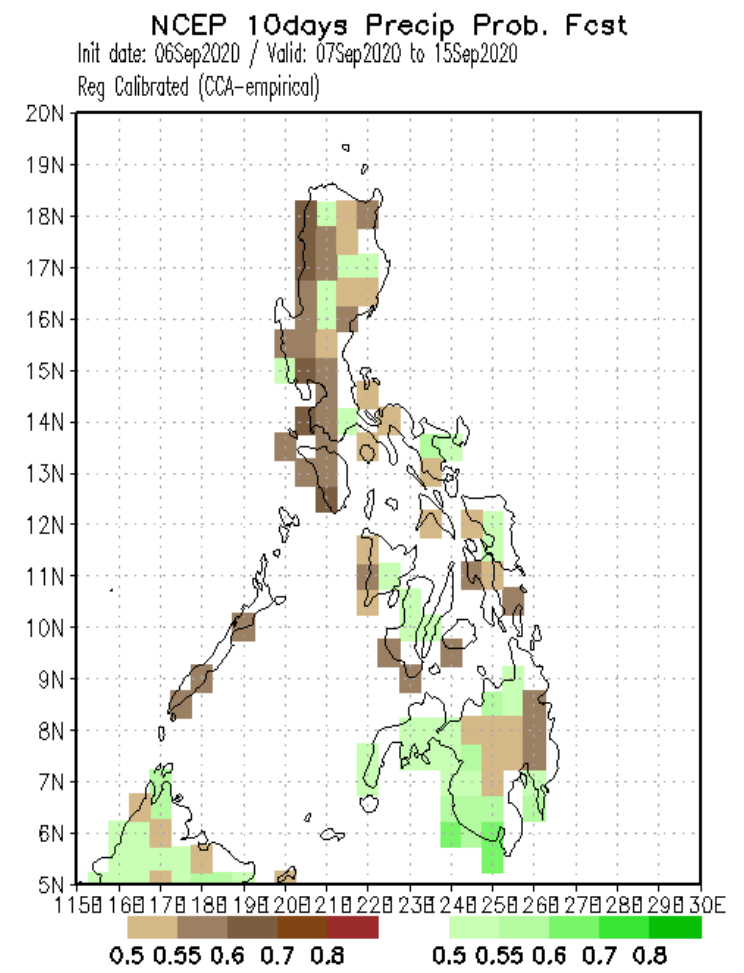 NCEP 10days Precip Prob. Fcst
Init date: 06Sep2020 / Valid: 07Sep2020 to 15Sep2020
Reg Calibrated (CCA-empirical)
20N
19N
18N
17N
16N
15N
14N
13N
12N
11N
10N
9N
8N
7N
6N
5N
115E 116E 117E 118E 119E 120E 121E 122E 123E 124E 125E 126E 127E 128E 129E 130E
0.5 0.55 0.6 0.7 0.8 0.5 0.55 0.6 0.7 0.8